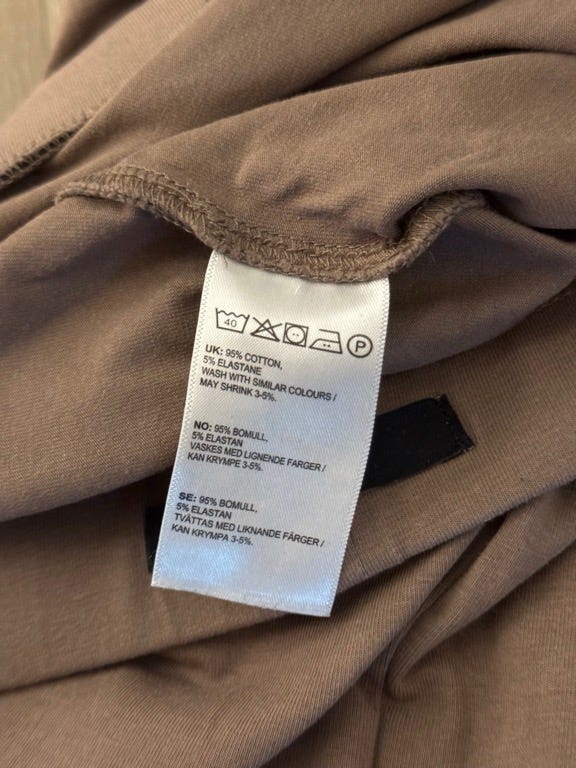 40 P
UK: 95% COTTON,
5% ELASTANE
WASH WITH SIMILAR COLOURS /
MAY SHRINK 3-5%.
NO: 95% BOMULL,
5% ELASTAN
VASKES MED LIGNENDE FARGER /
KAN KRYMPE 3-5%.
SE: 95% BOMULL,
5% ELASTAN
TVÄTTAS MED LIKNANDE FÄRGER /
KAN KRYMPA 3-5%.